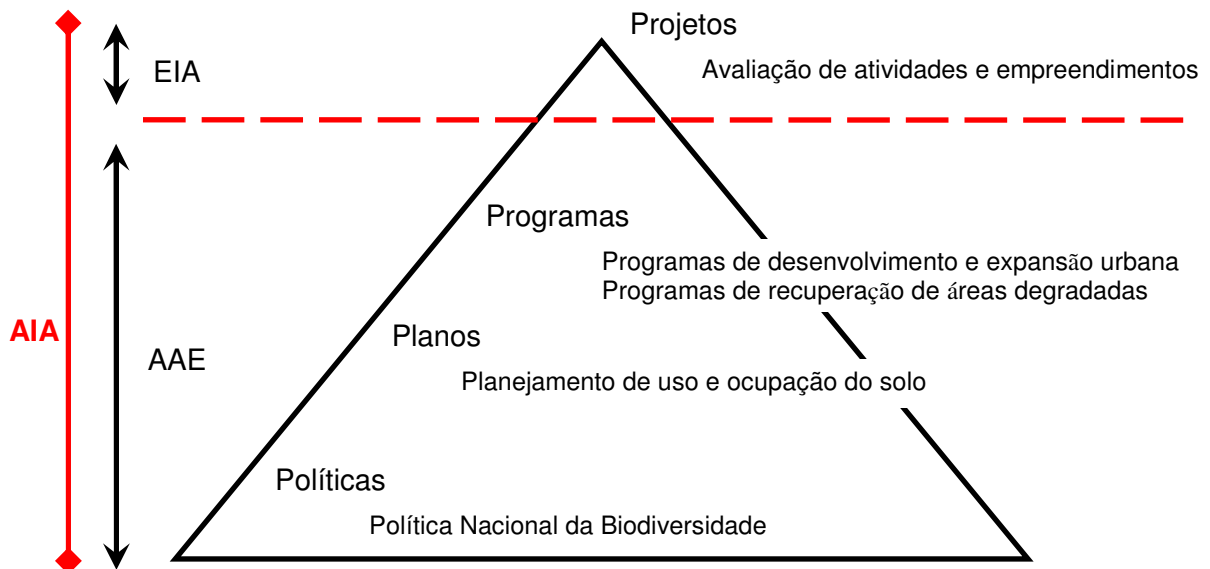 Projetos
EIA
Avaliação de atividades e empreendimentos
Programas
Programas de desenvolvimento e expansão urbana
Programas de recuperação de áreas degradadas
AIA
AAE
Planos
Planejamento de uso e ocupação do solo
Políticas
Política Nacional da Biodiversidade